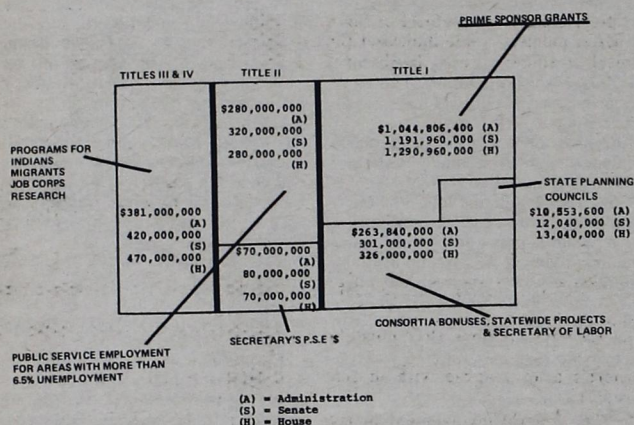 PRIME SPONSOR GRANTS
TITLES III & IV
TITLE II
TITLE I
$280,000,000
(A)
320,000,000
(S)
280,000,000
(H)
$1,044,806,400 (A)
1,191,960,000 (S)
1,290,960,000 (H)
PROGRAMS FOR
INDIANS
MIGRANTS
JOB CORPS
RESEARCH
STATE PLANNING
COUNCILS
$10,553,600 (A)
12,040,000 (S)
13,040,000 (H)
$381,000,000
(A)
420,000,000
(S)
470,000,000
(H)
$263,840,000 (A)
301,000,000 (S)
326,000,000 (H)
$70,000,000
(A)
80,000,000
(S)
70,000,000
(H)
CONSORTIA BONUSES, STATEWIDE PROJECTS
& SECRETARY OF LABOR
SECRETARY'S P.S.E '$
PUBLIC SERVICE EMPLOYMENT
FOR AREAS WITH MORE THAN
6.5% UNEMPLOYMENT
(A) = Administration
(S) = Senate
(H) = House